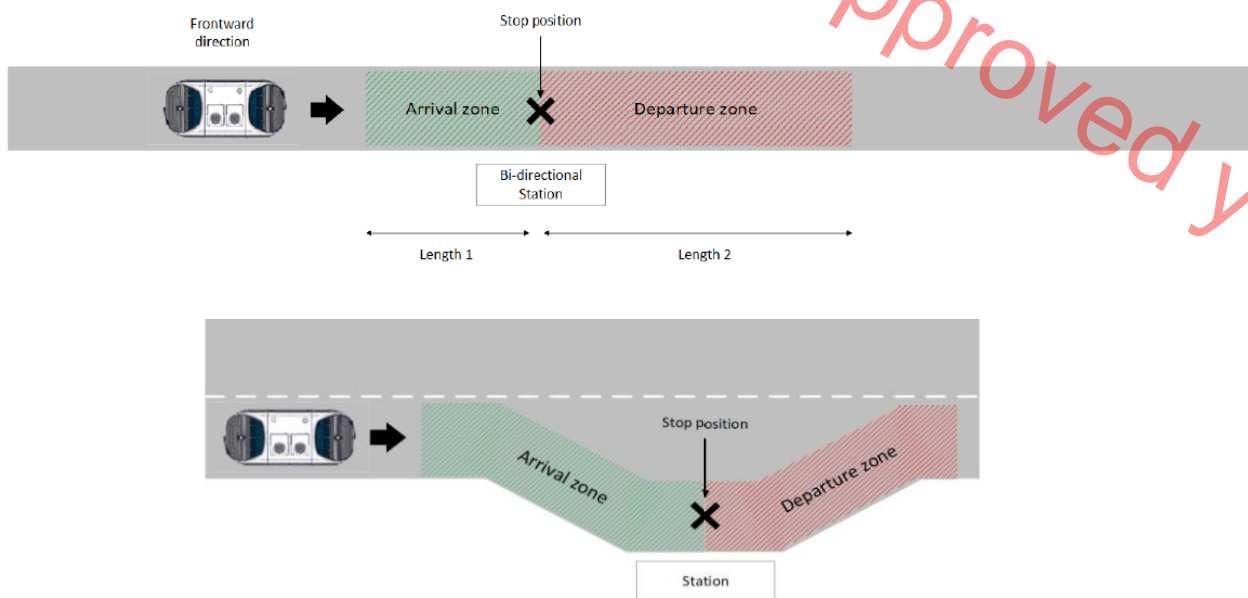 Frontward
direction
Stop position
pproved y
Arrival zone
Departure zone
Bi-directional
Station
Length 1
Length 2
Stop position
Arrival zone
Departure zone
Station